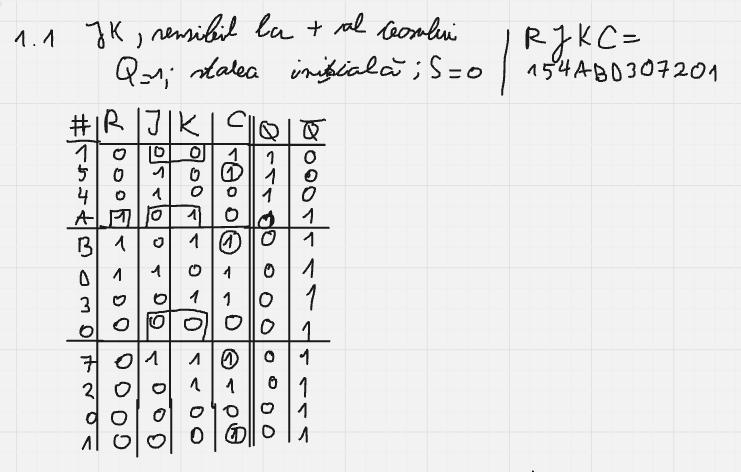 1.1 JK, sensibil la + al ceasului
Q=1; starea inițială; S=0
RJKC=
154ABD307201
# R J K C Q Q̅
1 0 0 0 1 1 0
5 0 1 0 1 1 0
4 0 1 0 0 1 0
A 1 0 1 0 0 1
B 1 0 1 1 0 1
D 1 1 0 1 0 1
3 0 0 1 1 0 1
0 0 0 0 0 0 1
7 0 1 1 1 0 1
2 0 0 1 1 0 1
0 0 0 0 0 0 1
1 0 0 0 1 0 1